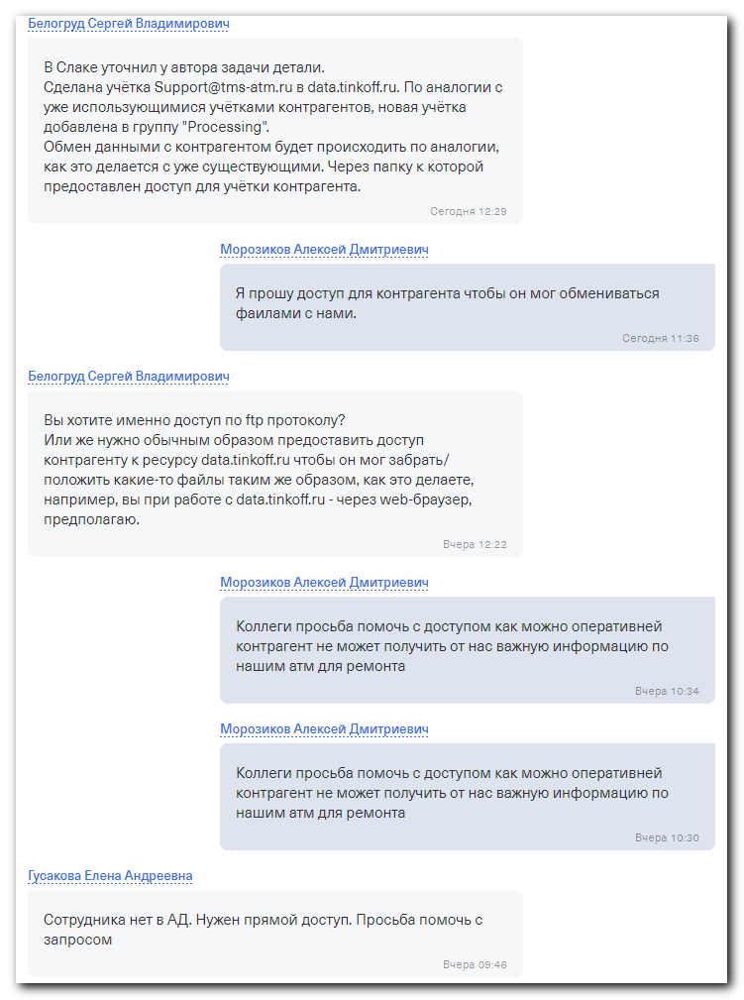 Белогруд Сергей Владимирович
В Слаке уточнил у автора задачи детали.
Сделана учётка Support@tms-atm.ru в data.tinkoff.ru. По аналогии с
уже использующимися учётками контрагентов, новая учётка
добавлена в группу "Processing".
Обмен данными с контрагентом будет происходить по аналогии,
как это делается с уже существующими. Через папку к которой
предоставлен доступ для учётки контрагента.
Сегодня 12:29
Морозиков Алексей Дмитриевич
Я прошу доступ для контрагента чтобы он мог обмениваться
фаилами с нами.
Сегодня 11:36
Белогруд Сергей Владимирович
Вы хотите именно доступ по ftp протоколу?
Или же нужно обычным образом предоставить доступ
контрагенту к ресурсу data.tinkoff.ru чтобы он мог забрать/
положить какие-то файлы таким же образом, как это делаете,
например, вы при работе с data.tinkoff.ru - через web-браузер,
предполагаю.
Вчера 12:22
Морозиков Алексей Дмитриевич
Коллеги просьба помочь с доступом как можно оперативней
контрагент не может получить от нас важную информацию по
нашим атм для ремонта
Вчера 10:34
Морозиков Алексей Дмитриевич
Коллеги просьба помочь с доступом как можно оперативней
контрагент не может получить от нас важную информацию по
нашим атм для ремонта
Вчера 10:30
Гусакова Елена Андреевна
Сотрудника нет в АД. Нужен прямой доступ. Просьба помочь с
запросом
Вчера 09:46